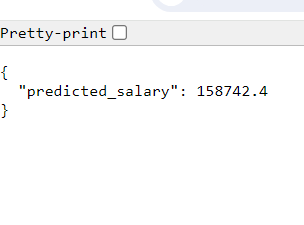 Pretty-print
{
  "predicted_salary": 158742.4
}